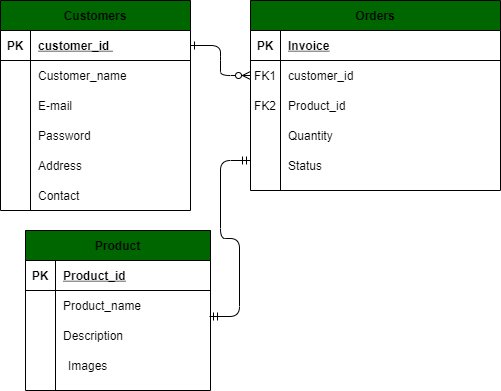 Customers
PK customer_id
Customer_name
E-mail
Password
Address
Contact
Orders
PK Invoice
FK1 customer_id
FK2 Product_id
Quantity
Status
Product
PK Product_id
Product_name
Description
Images